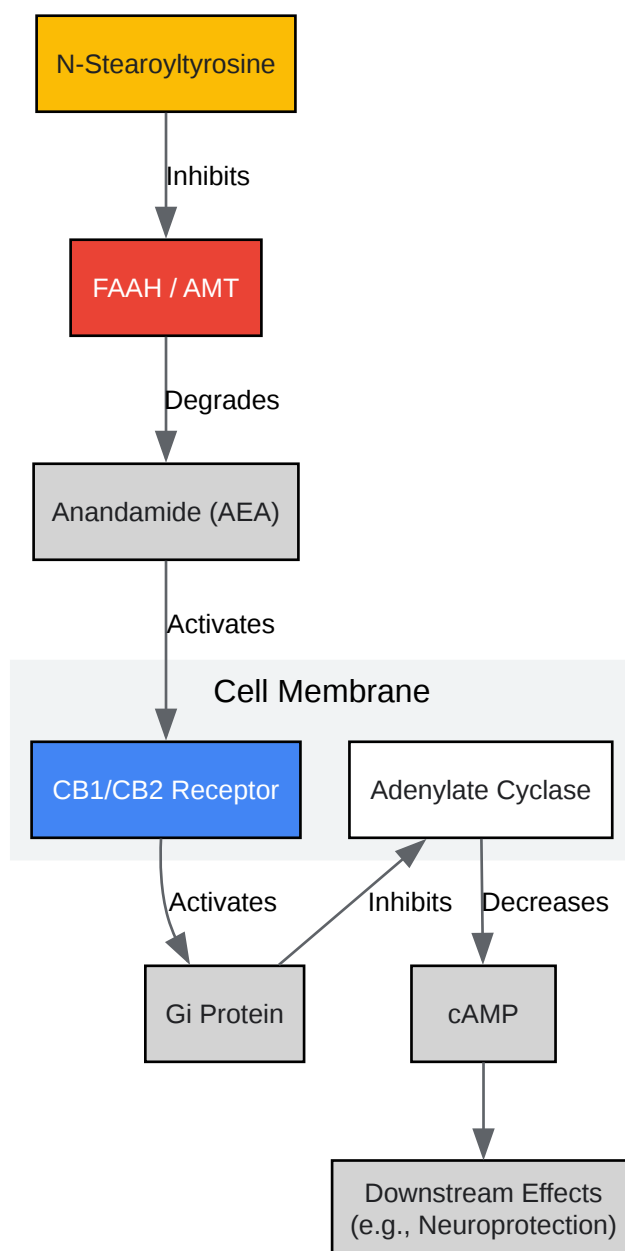 N-Stearoyltyrosine
Inhibits
FAAH / AMT
Degrades
Anandamide (AEA)
Activates
Cell Membrane
CB1/CB2 Receptor
Adenylate Cyclase
Activates
Inhibits
Decreases
Gi Protein
cAMP
Downstream Effects
(e.g., Neuroprotection)